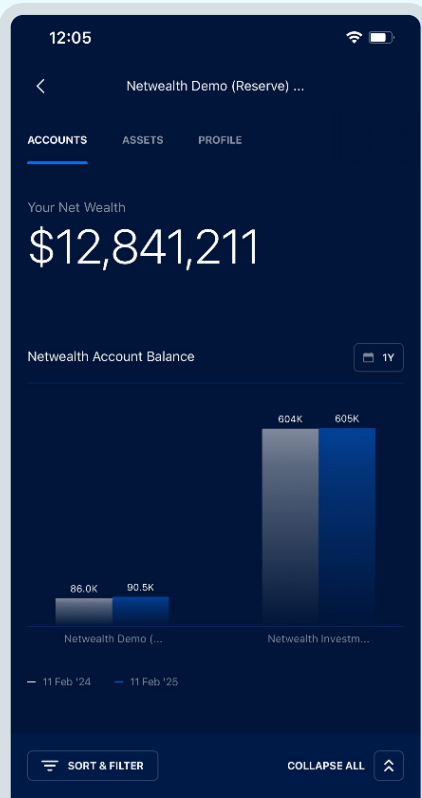 12:05
Netwealth Demo (Reserve) ...
ACCOUNTS ASSETS PROFILE
Your Net Wealth
$12,841,211
Netwealth Account Balance 1Y
604K 605K
86.0K 90.5K
Netwealth Demo (... Netwealth Investm...
11 Feb '24 11 Feb '25
SORT & FILTER COLLAPSE ALL